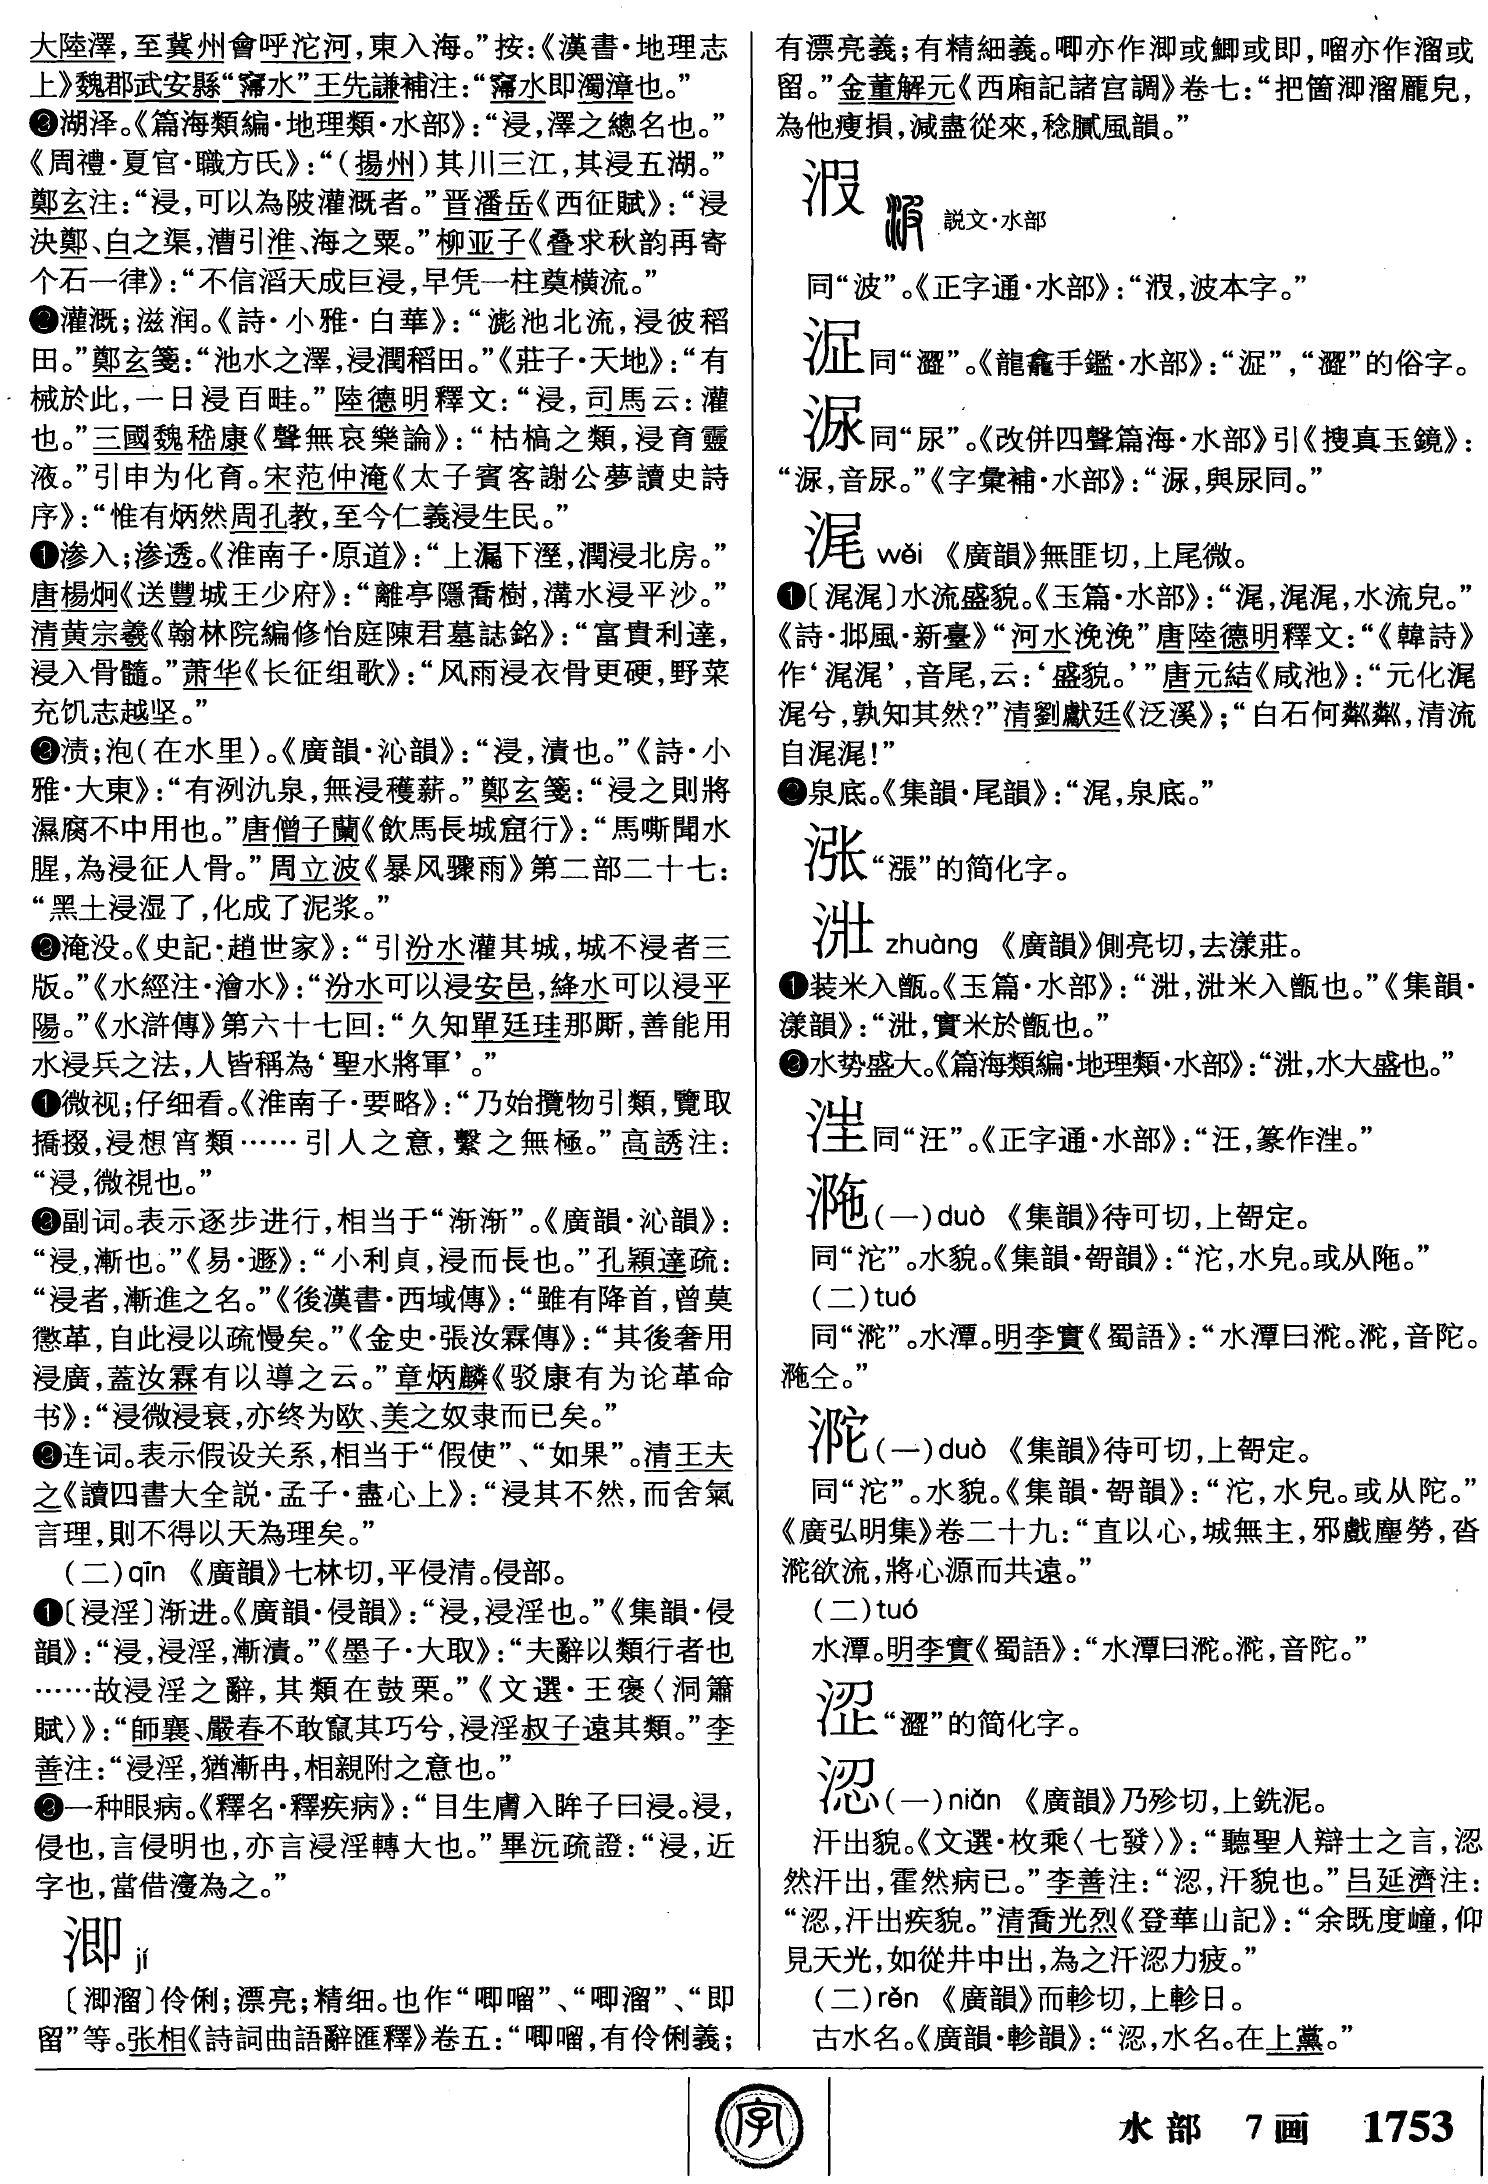 大陸澤，至冀州會呼沱河，東入海。”按：《漢書·地理志
上》魏郡武安縣“㴽水”王先謙補注：“㴽水即濁漳也。”
❸湖泽。《篇海類編·地理類·水部》：“浸，澤之總名也。”
《周禮·夏官·職方氏》：“（揚州）其川三江，其浸五湖。”
鄭玄注：“浸，可以為陂灌溉者。”晋潘岳《西征賦》：“浸
決鄭、白之渠，漕引淮、海之粟。”柳亚子《叠求秋韵再寄
个石一律》：“不信滔天成巨浸，早凭一柱奠横流。”
❷灌溉；滋润。《詩·小雅·白華》：“滮池北流，浸彼稻
田。”鄭玄箋：“池水之澤，浸潤稻田。”《莊子·天地》：“有
械於此，一日浸百畦。”陸德明釋文：“浸，司馬云：灌
也。”三國魏嵇康《聲無哀樂論》：“枯槁之類，浸育靈
液。”引申为化育。宋范仲淹《太子賓客謝公夢讀史詩
序》：“惟有炳然周孔教，至今仁義浸生民。”
❶渗入；渗透。《淮南子·原道》：“上漏下溼，潤浸北房。”
唐楊炯《送豐城王少府》：“離亭隱喬樹，溝水浸平沙。”
清黄宗羲《翰林院編修怡庭陳君墓誌銘》：“富貴利達，
浸入骨髓。”萧华《长征组歌》：“风雨浸衣骨更硬，野菜
充饥志越坚。”
❸渍；泡（在水里）。《廣韻·沁韻》：“浸，漬也。”《詩·小
雅·大東》：“有洌氿泉，無浸穫薪。”鄭玄箋：“浸之則將
濕腐不中用也。”唐僧子蘭《飲馬長城窟行》：“馬嘶聞水
腥，為浸征人骨。”周立波《暴风骤雨》第二部二十七：
“黑土浸湿了，化成了泥浆。”
❷淹没。《史記·趙世家》：“引汾水灌其城，城不浸者三
版。”《水經注·澮水》：“汾水可以浸安邑，絳水可以浸平
陽。”《水滸傳》第六十七回：“久知單廷珪那厮，善能用
水浸兵之法，人皆稱為‘聖水將軍’。”
❶微视；仔细看。《淮南子·要略》：“乃始攬物引類，覽取
撟掇，浸想宵類……引人之意，繫之無極。”高誘注：
“浸，微視也。”
❷副词。表示逐步进行，相当于“渐渐”。《廣韻·沁韻》：
“浸，漸也。”《易·遯》：“小利貞，浸而長也。”孔穎達疏：
“浸者，漸進之名。”《後漢書·西域傳》：“雖有降首，曾莫
懲革，自此浸以疏慢矣。”《金史·張汝霖傳》：“其後奢用
浸廣，蓋汝霖有以導之云。”章炳麟《驳康有为论革命
书》：“浸微浸衰，亦终为欧、美之奴隶而已矣。”
❷连词。表示假设关系，相当于“假使”、“如果”。清王夫
之《讀四書大全説·孟子·盡心上》：“浸其不然，而舍氣
言理，則不得以天為理矣。”
（二）qīn 《廣韻》七林切，平侵清。侵部。
❶〔浸淫〕渐进。《廣韻·侵韻》：“浸，浸淫也。”《集韻·侵
韻》：“浸，浸淫，漸漬。”《墨子·大取》：“夫辭以類行者也
……故浸淫之辭，其類在鼓栗。”《文選·王褒〈洞簫
賦〉》：“師襄、嚴春不敢竄其巧兮，浸淫叔子遠其類。”李
善注：“浸淫，猶漸冉，相親附之意也。”
❷一种眼病。《釋名·釋疾病》：“目生膚入眸子曰浸。浸，
侵也，言侵明也，亦言浸淫轉大也。”畢沅疏證：“浸，近
字也，當借寖為之。”
㴉 jí
〔㴉溜〕伶俐；漂亮；精细。也作“唧𠺕”、“唧溜”、“即
留”等。张相《詩詞曲語辭匯釋》卷五：“唧𠺕，有伶俐義；
有漂亮義；有精細義。唧亦作㴉或鯽或即，𠺕亦作溜或
留。”金董解元《西廂記諸宫調》卷七：“把箇㴉溜龐兒，
為他瘦損，減盡從來，稔膩風韻。”
㳭 説文·水部
同“波”。《正字通·水部》：“㳭，波本字。”
浧同“澀”。《龍龕手鑑·水部》：“浧”，“澀”的俗字。
㞙同“尿”。《改併四聲篇海·水部》引《搜真玉鏡》：
“㞙，音尿。”《字彙補·水部》：“㞙，與尿同。”
浘 wěi 《廣韻》無匪切，上尾微。
❶〔浘浘〕水流盛貌。《玉篇·水部》：“浘，浘浘，水流皃。”
《詩·邶風·新臺》“河水浼浼”唐陸德明釋文：“《韓詩》
作‘浘浘’，音尾，云：‘盛貌。’”唐元結《咸池》：“元化浘
浘兮，孰知其然？”清劉獻廷《泛溪》；“白石何粼粼，清流
自浘浘！”
❷泉底。《集韻·尾韻》：“浘，泉底。”
涨“漲”的简化字。
㳻 zhuàng 《廣韻》側亮切，去漾莊。
❶装米入甑。《玉篇·水部》：“㳻，㳻米入甑也。”《集韻·
漾韻》：“㳻，實米於甑也。”
❷水势盛大。《篇海類編·地理類·水部》：“㳻，水大盛也。”
㳹同“汪”。《正字通·水部》：“汪，篆作㳹。”
𣵺（一）duò 《集韻》待可切，上哿定。
同“沱”。水貌。《集韻·哿韻》：“沱，水皃。或从陁。”
（二）tuó
同“𣵻”。水潭。明李實《蜀語》：“水潭曰𣵻。𣵻，音陀。
𣵺仝。”
𣵻（一）duò 《集韻》待可切，上哿定。
同“沱”。水貌。《集韻·哿韻》：“沱，水皃。或从陀。”
《廣弘明集》卷二十九：“直以心，城無主，邪戲塵勞，沓
𣵻欲流，將心源而共遠。”
（二）tuó
水潭。明李實《蜀語》：“水潭曰𣵻。𣵻，音陀。”
涩“澀”的简化字。
涊（一）niǎn 《廣韻》乃殄切，上銑泥。
汗出貌。《文選·枚乘〈七發〉》：“聽聖人辯士之言，涊
然汗出，霍然病已。”李善注：“涊，汗貌也。”吕延濟注：
“涊，汗出疾貌。”清喬光烈《登華山記》：“余既度㠉，仰
見天光，如從井中出，為之汗涊力疲。”
（二）rěn 《廣韻》而軫切，上軫日。
古水名。《廣韻·軫韻》：“涊，水名。在上黨。”
字
水部 7画 1753